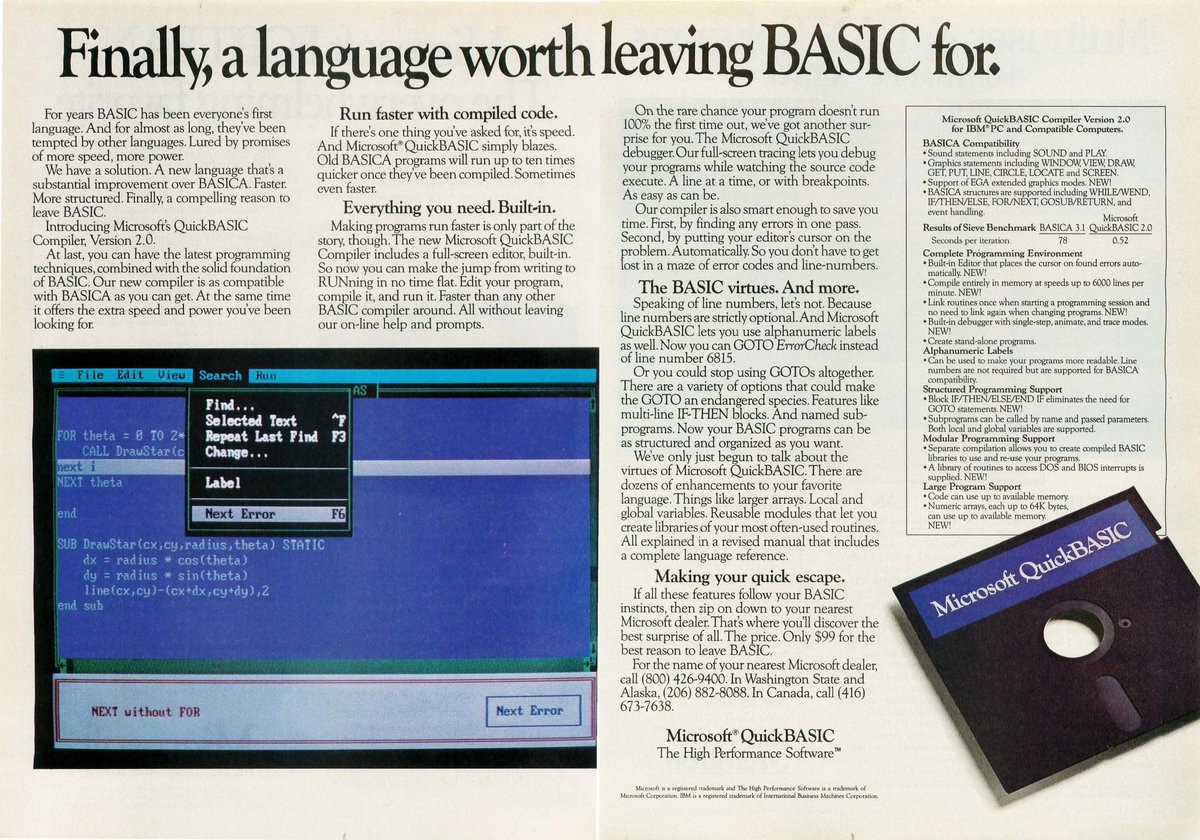 Finally, a language worth leaving BASIC for.
For years BASIC has been everyone's first
language. And for almost as long, they've been
tempted by other languages. Lured by promises
of more speed, more power.
We have a solution. A new language that's a
substantial improvement over BASICA. Faster.
More structured. Finally, a compelling reason to
leave BASIC.
Introducing Microsoft's QuickBASIC
Compiler, Version 2.0.
At last, you can have the latest programming
techniques, combined with the solid foundation
of BASIC. Our new compiler is as compatible
with BASICA as you can get. At the same time
it offers the extra speed and power you've been
looking for.
Run faster with compiled code.
If there's one thing you've asked for, it's speed.
And Microsoft® QuickBASIC simply blazes.
Old BASICA programs will run up to ten times
quicker once they've been compiled. Sometimes
even faster.
Everything you need. Built-in.
Making programs run faster is only part of the
story, though. The new Microsoft QuickBASIC
Compiler includes a full-screen editor, built-in.
So now you can make the jump from writing to
RUNning in no time flat. Edit your program,
compile it, and run it. Faster than any other
BASIC compiler around. All without leaving
our on-line help and prompts.
≡ File Edit View Search Run
AS
Find...
Selected Text ^F
Repeat Last Find F3
Change...
Label
Next Error F6
FOR theta = 0 TO 2*
CALL DrawStar(c
next i
NEXT theta
end
SUB DrawStar(cx,cy,radius,theta) STATIC
dx = radius * cos(theta)
dy = radius * sin(theta)
line(cx,cy)-(cx+dx,cy+dy),2
end sub
NEXT without FOR
Next Error
On the rare chance your program doesn't run
100% the first time out, we've got another sur-
prise for you. The Microsoft QuickBASIC
debugger. Our full-screen tracing lets you debug
your programs while watching the source code
execute. A line at a time, or with breakpoints.
As easy as can be.
Our compiler is also smart enough to save you
time. First, by finding any errors in one pass.
Second, by putting your editor's cursor on the
problem. Automatically. So you don't have to get
lost in a maze of error codes and line-numbers.
The BASIC virtues. And more.
Speaking of line numbers, let's not. Because
line numbers are strictly optional. And Microsoft
QuickBASIC lets you use alphanumeric labels
as well. Now you can GOTO ErrorCheck instead
of line number 6815.
Or you could stop using GOTOs altogether.
There are a variety of options that could make
the GOTO an endangered species. Features like
multi-line IF-THEN blocks. And named sub-
programs. Now your BASIC programs can be
as structured and organized as you want.
We've only just begun to talk about the
virtues of Microsoft QuickBASIC. There are
dozens of enhancements to your favorite
language. Things like larger arrays. Local and
global variables. Reusable modules that let you
create libraries of your most often-used routines.
All explained in a revised manual that includes
a complete language reference.
Making your quick escape.
If all these features follow your BASIC
instincts, then zip on down to your nearest
Microsoft dealer. That's where you'll discover the
best surprise of all. The price. Only $99 for the
best reason to leave BASIC.
For the name of your nearest Microsoft dealer,
call (800) 426-9400. In Washington State and
Alaska, (206) 882-8088. In Canada, call (416)
673-7638.
Microsoft® QuickBASIC
The High Performance Software™
Microsoft is a registered trademark and The High Performance Software is a trademark of
Microsoft Corporation. IBM is a registered trademark of International Business Machines Corporation.
Microsoft QuickBASIC Compiler Version 2.0
for IBM® PC and Compatible Computers.
BASICA Compatibility
• Sound statements including SOUND and PLAY.
• Graphics statements including WINDOW, VIEW, DRAW,
GET, PUT, LINE, CIRCLE, LOCATE and SCREEN.
• Support of EGA extended graphics modes. NEW!
• BASICA structures are supported including WHILE/WEND,
IF/THEN/ELSE, FOR/NEXT, GOSUB/RETURN, and
event handling.
Microsoft
Results of Sieve Benchmark BASICA 3.1 QuickBASIC 2.0
Seconds per iteration 78 0.52
Complete Programming Environment
• Built-in Editor that places the cursor on found errors auto-
matically. NEW!
• Compile entirely in memory at speeds up to 6000 lines per
minute. NEW!
• Link routines once when starting a programming session and
no need to link again when changing programs. NEW!
• Built-in debugger with single-step, animate, and trace modes.
NEW!
• Create stand-alone programs.
Alphanumeric Labels
• Can be used to make your programs more readable. Line
numbers are not required but are supported for BASICA
compatibility.
Structured Programming Support
• Block IF/THEN/ELSE/END IF eliminates the need for
GOTO statements. NEW!
• Subprograms can be called by name and passed parameters.
Both local and global variables are supported.
Modular Programming Support
• Separate compilation allows you to create compiled BASIC
libraries to use and re-use your programs.
• A library of routines to access DOS and BIOS interrupts is
supplied. NEW!
Large Program Support
• Code can use up to available memory.
• Numeric arrays, each up to 64K bytes,
can use up to available memory.
NEW!
Microsoft QuickBASIC